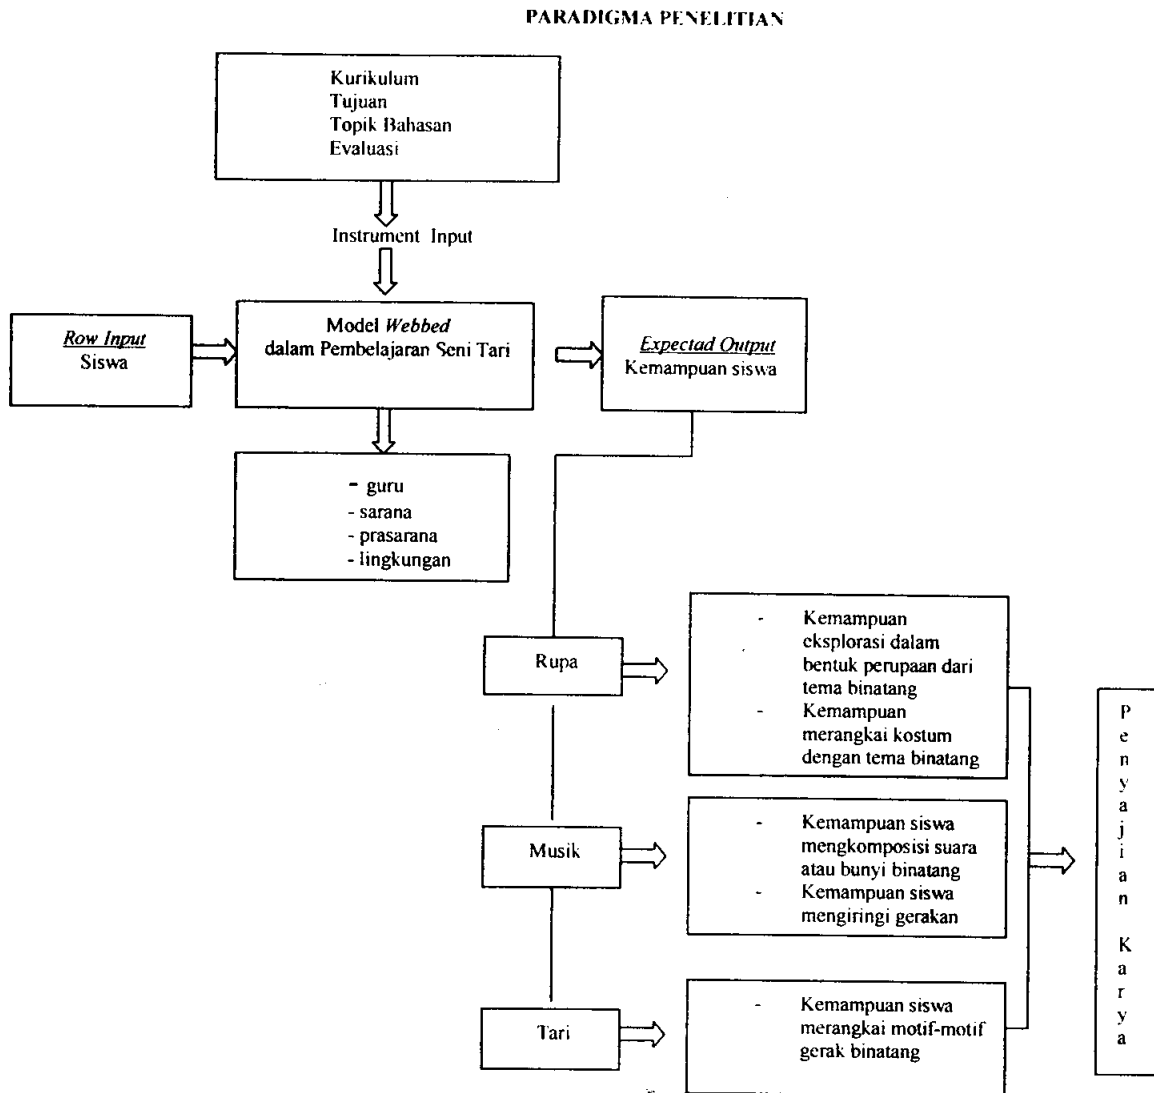 PARADIGMA PENELITIAN
Kurikulum
Tujuan
Topik Bahasan
Evaluasi
Instrument Input
Row Input
Siswa
Model Webbed
dalam Pembelajaran Seni Tari
Expectad Output
Kemampuan siswa
- guru
- sarana
- prasarana
- lingkungan
Rupa
- Kemampuan
eksplorasi dalam
bentuk perupaan dari
tema binatang
- Kemampuan
merangkai kostum
dengan tema binatang
Musik
- Kemampuan siswa
mengkomposisi suara
atau bunyi binatang
- Kemampuan siswa
mengiringi gerakan
Tari
- Kemampuan siswa
merangkai motif-motif
gerak binatang
Penyajian Karya